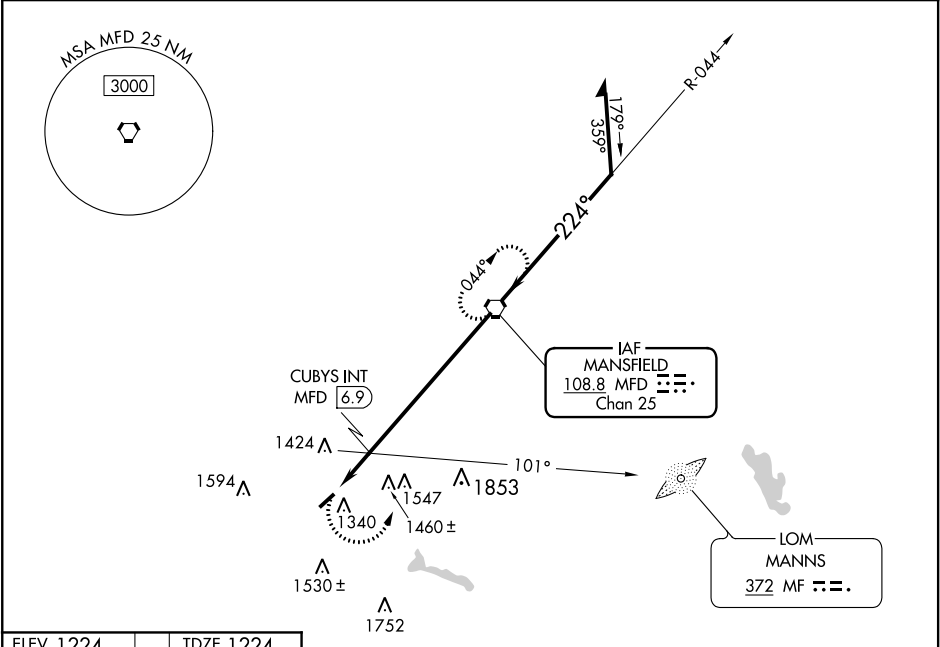 MSA MFD 25 NM
3000
R-044
179°
359°
224°
044°
IAF
MANSFIELD
108.8 MFD
Chan 25
CUBYS INT
MFD 6.9
1424
101°
1594
1853
1547
1340
1460 ±
LOM
MANNS
372 MF
1530 ±
1752
ELEV 1224 TDZE 1224